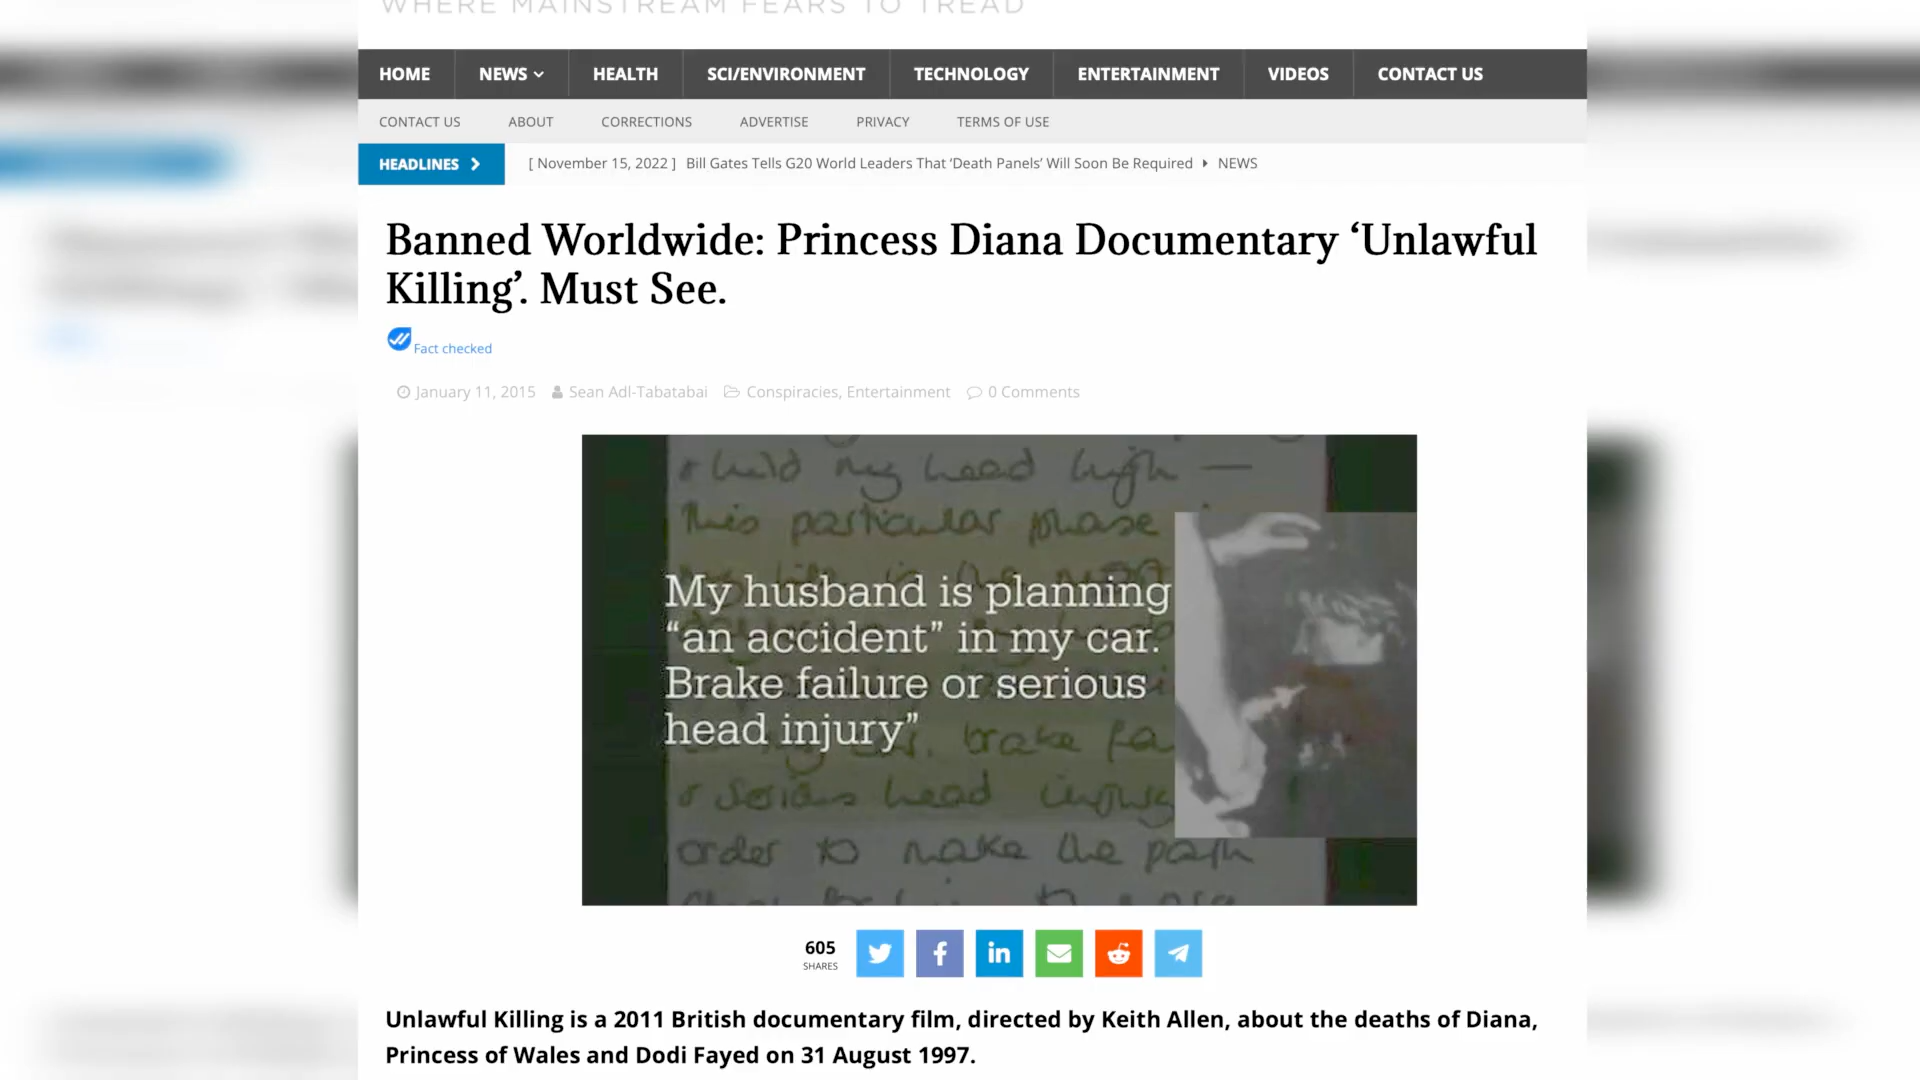 WHERE MAINSTREAM FEARS TO TREAD
HOME NEWS HEALTH SCI/ENVIRONMENT TECHNOLOGY ENTERTAINMENT VIDEOS CONTACT US
CONTACT US ABOUT CORRECTIONS ADVERTISE PRIVACY TERMS OF USE
HEADLINES [ November 15, 2022 ] Bill Gates Tells G20 World Leaders That ‘Death Panels’ Will Soon Be Required NEWS
Banned Worldwide: Princess Diana Documentary ‘Unlawful
Killing’. Must See.
Fact checked
January 11, 2015 Sean Adl-Tabatabai Conspiracies, Entertainment 0 Comments
& held my head high —
this particular phase
My husband is planning
“an accident” in my car.
Brake failure or serious
head injury”
brake fa
& serious head injury
order to make the path
605
SHARES
Unlawful Killing is a 2011 British documentary film, directed by Keith Allen, about the deaths of Diana,
Princess of Wales and Dodi Fayed on 31 August 1997.